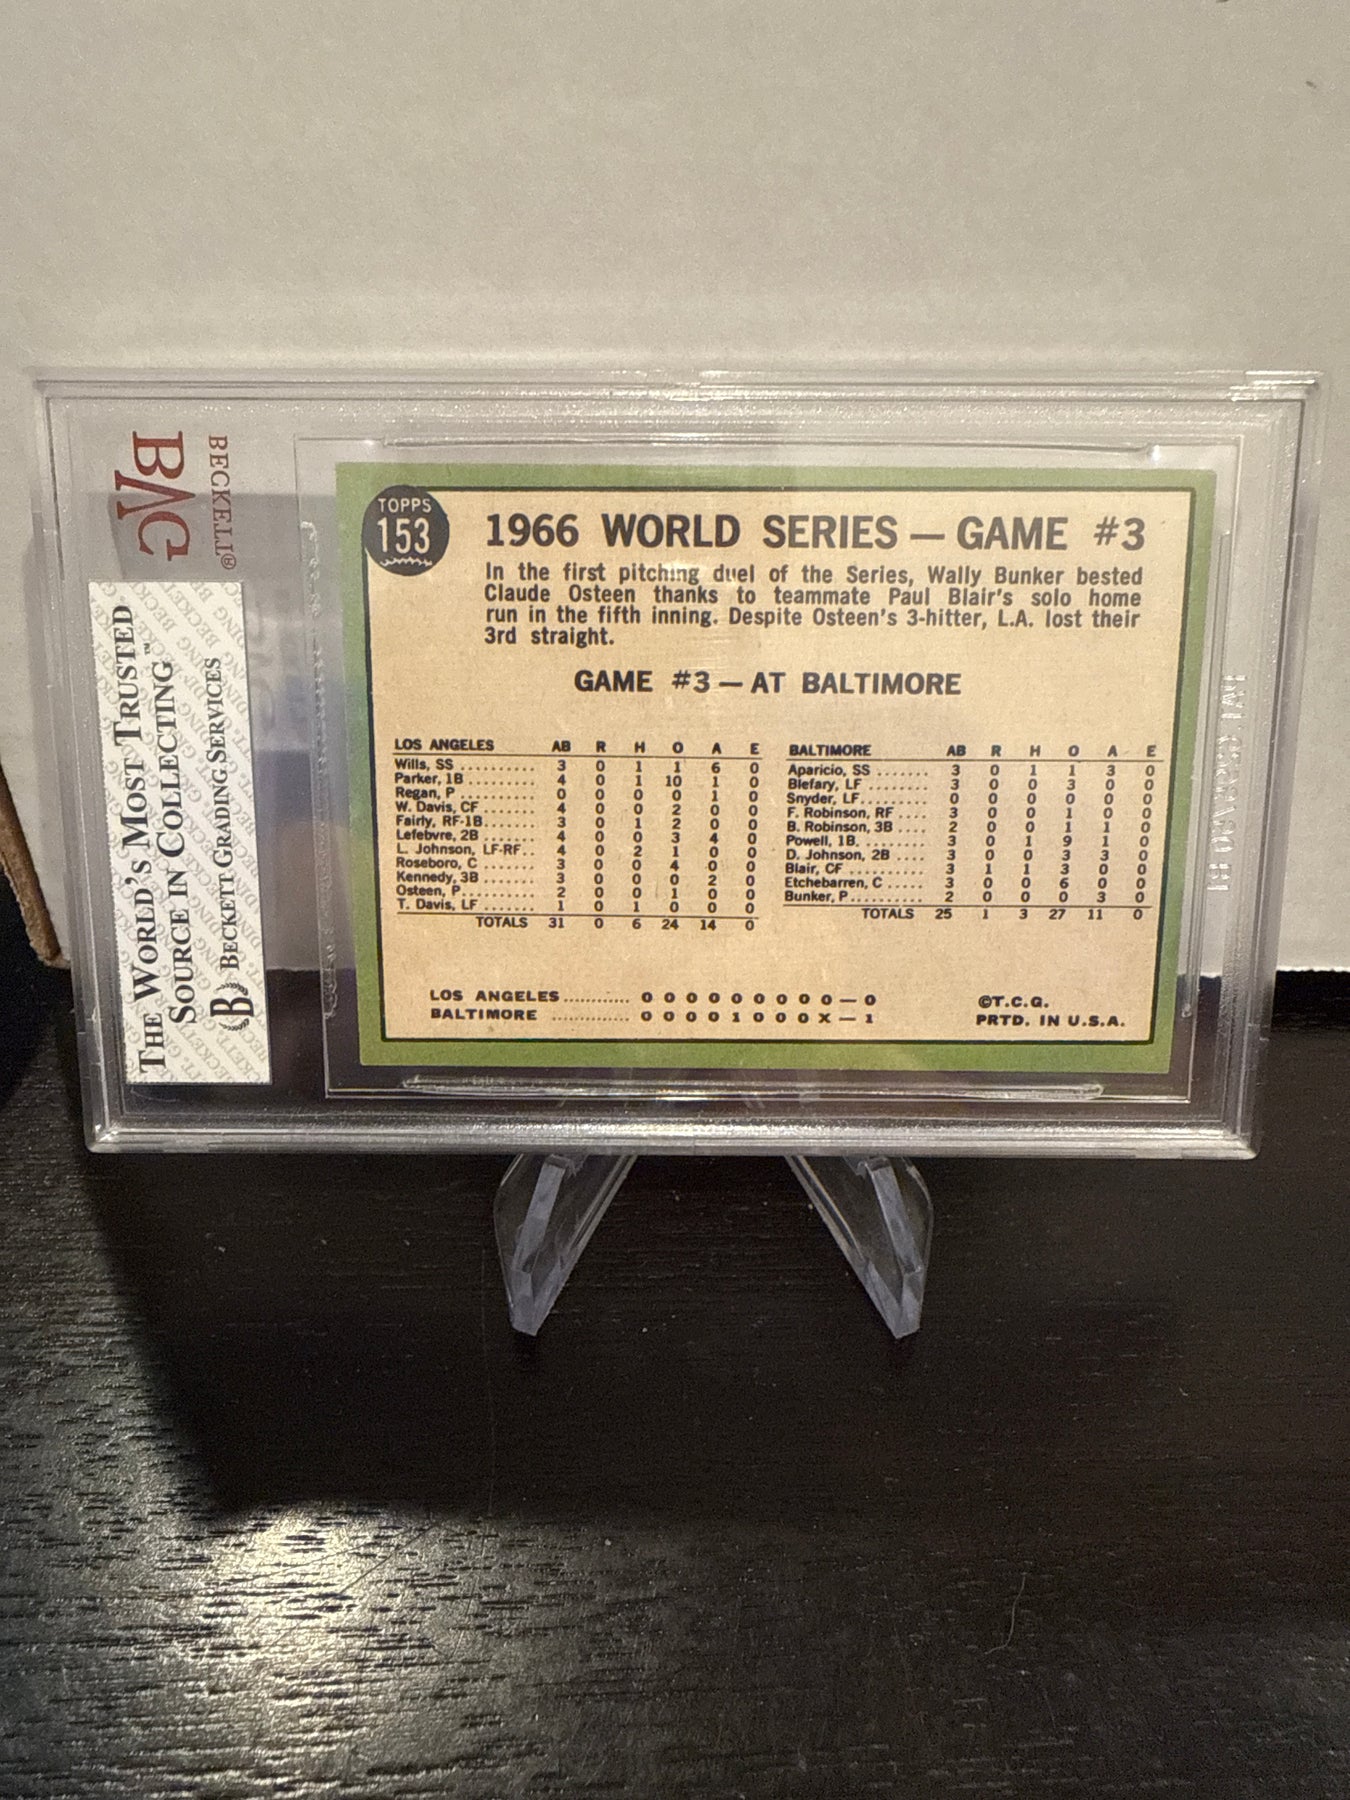 BVG
BECKETT®
THE WORLD'S MOST TRUSTED
SOURCE IN COLLECTING™
B BECKETT GRADING SERVICES
TOPPS
153
1966 WORLD SERIES — GAME #3
In the first pitching duel of the Series, Wally Bunker bested
Claude Osteen thanks to teammate Paul Blair's solo home
run in the fifth inning. Despite Osteen's 3-hitter, L.A. lost their
3rd straight.
GAME #3 — AT BALTIMORE
LOS ANGELES AB R H O A E
Wills, SS .......... 3 0 1 1 6 0
Parker, 1B ......... 4 0 1 10 1 0
Regan, P ........... 0 0 0 0 1 0
W. Davis, CF ....... 4 0 0 2 0 0
Fairly, RF-1B ...... 3 0 1 2 0 0
Lefebvre, 2B ....... 4 0 0 3 4 0
L. Johnson, LF-RF.. 4 0 2 1 0 0
Roseboro, C ........ 3 0 0 4 0 0
Kennedy, 3B ........ 3 0 0 0 2 0
Osteen, P .......... 2 0 0 1 0 0
T. Davis, LF ....... 1 0 1 0 0 0
TOTALS 31 0 6 24 14 0
BALTIMORE AB R H O A E
Aparicio, SS ....... 3 0 1 1 3 0
Blefary, LF ........ 3 0 0 3 0 0
Snyder, LF ......... 0 0 0 0 0 0
F. Robinson, RF .... 3 0 0 1 0 0
B. Robinson, 3B .... 2 0 0 1 1 0
Powell, 1B ......... 3 0 1 9 1 0
D. Johnson, 2B .... 3 0 0 3 3 0
Blair, CF .......... 3 1 1 3 0 0
Etchebarren, C ..... 3 0 0 6 0 0
Bunker, P .......... 2 0 0 0 3 0
TOTALS 25 1 3 27 11 0
LOS ANGELES ............ 0 0 0 0 0 0 0 0 0 — 0
BALTIMORE ............ 0 0 0 0 1 0 0 0 X — 1
©T.C.G.
PRTD. IN U.S.A.